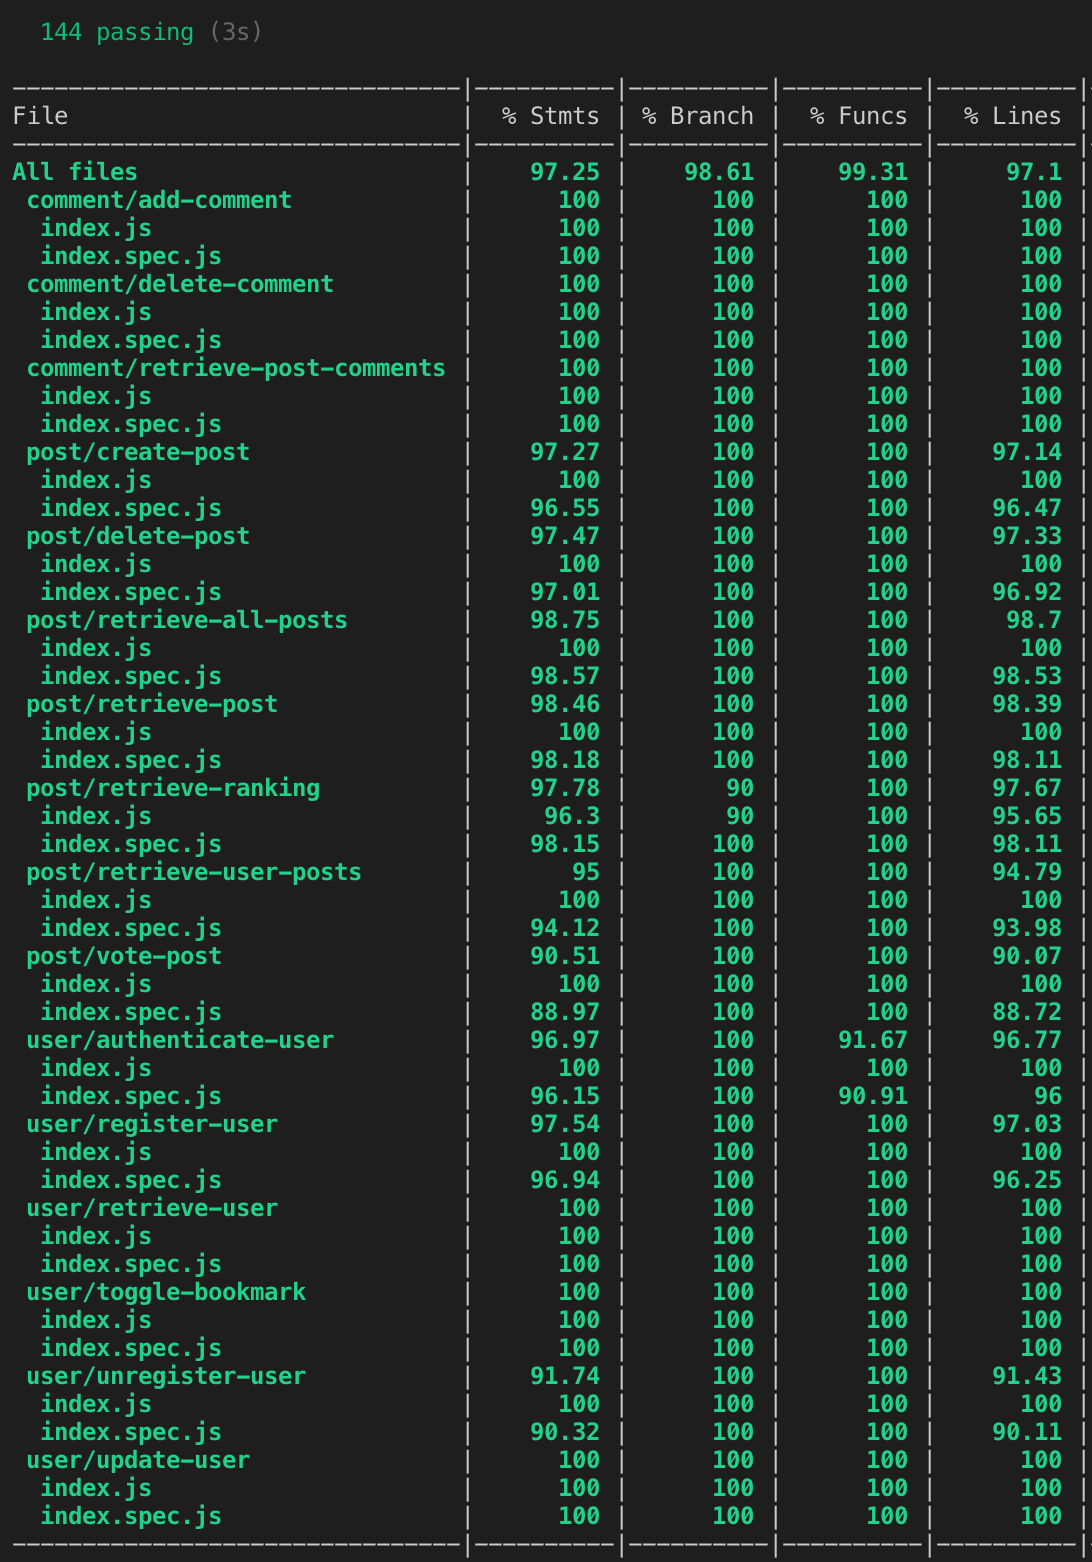 144 passing (3s)
File | % Stmts | % Branch | % Funcs | % Lines |
All files | 97.25 | 98.61 | 99.31 | 97.1 |
comment/add-comment | 100 | 100 | 100 | 100 |
index.js | 100 | 100 | 100 | 100 |
index.spec.js | 100 | 100 | 100 | 100 |
comment/delete-comment | 100 | 100 | 100 | 100 |
index.js | 100 | 100 | 100 | 100 |
index.spec.js | 100 | 100 | 100 | 100 |
comment/retrieve-post-comments | 100 | 100 | 100 | 100 |
index.js | 100 | 100 | 100 | 100 |
index.spec.js | 100 | 100 | 100 | 100 |
post/create-post | 97.27 | 100 | 100 | 97.14 |
index.js | 100 | 100 | 100 | 100 |
index.spec.js | 96.55 | 100 | 100 | 96.47 |
post/delete-post | 97.47 | 100 | 100 | 97.33 |
index.js | 100 | 100 | 100 | 100 |
index.spec.js | 97.01 | 100 | 100 | 96.92 |
post/retrieve-all-posts | 98.75 | 100 | 100 | 98.7 |
index.js | 100 | 100 | 100 | 100 |
index.spec.js | 98.57 | 100 | 100 | 98.53 |
post/retrieve-post | 98.46 | 100 | 100 | 98.39 |
index.js | 100 | 100 | 100 | 100 |
index.spec.js | 98.18 | 100 | 100 | 98.11 |
post/retrieve-ranking | 97.78 | 90 | 100 | 97.67 |
index.js | 96.3 | 90 | 100 | 95.65 |
index.spec.js | 98.15 | 100 | 100 | 98.11 |
post/retrieve-user-posts | 95 | 100 | 100 | 94.79 |
index.js | 100 | 100 | 100 | 100 |
index.spec.js | 94.12 | 100 | 100 | 93.98 |
post/vote-post | 90.51 | 100 | 100 | 90.07 |
index.js | 100 | 100 | 100 | 100 |
index.spec.js | 88.97 | 100 | 100 | 88.72 |
user/authenticate-user | 96.97 | 100 | 91.67 | 96.77 |
index.js | 100 | 100 | 100 | 100 |
index.spec.js | 96.15 | 100 | 90.91 | 96 |
user/register-user | 97.54 | 100 | 100 | 97.03 |
index.js | 100 | 100 | 100 | 100 |
index.spec.js | 96.94 | 100 | 100 | 96.25 |
user/retrieve-user | 100 | 100 | 100 | 100 |
index.js | 100 | 100 | 100 | 100 |
index.spec.js | 100 | 100 | 100 | 100 |
user/toggle-bookmark | 100 | 100 | 100 | 100 |
index.js | 100 | 100 | 100 | 100 |
index.spec.js | 100 | 100 | 100 | 100 |
user/unregister-user | 91.74 | 100 | 100 | 91.43 |
index.js | 100 | 100 | 100 | 100 |
index.spec.js | 90.32 | 100 | 100 | 90.11 |
user/update-user | 100 | 100 | 100 | 100 |
index.js | 100 | 100 | 100 | 100 |
index.spec.js | 100 | 100 | 100 | 100 |